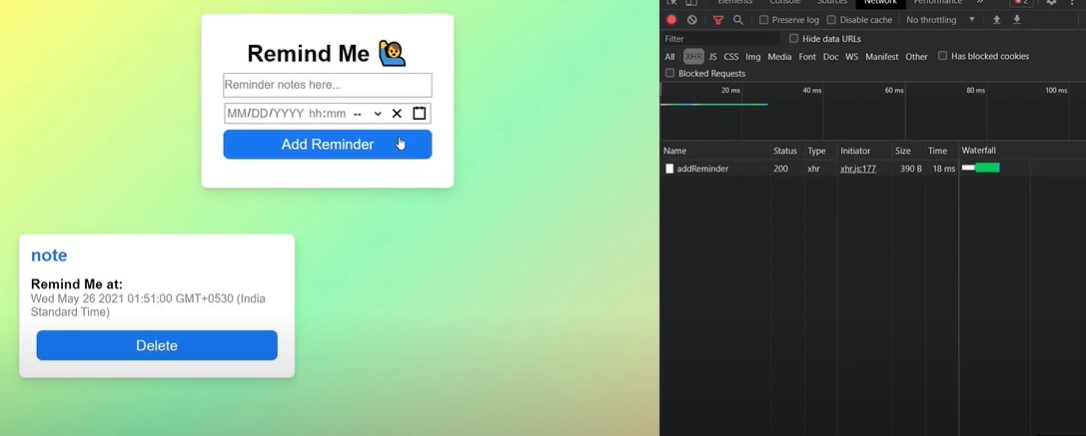 Remind Me
Reminder notes here...
MM/DD/YYYY hh:mm --
Add Reminder
note
Remind Me at:
Wed May 26 2021 01:51:00 GMT+0530 (India
Standard Time)
Delete
Elements Console Sources Network Performance » 2
Preserve log Disable cache No throttling
Filter Hide data URLs
All XHR JS CSS Img Media Font Doc WS Manifest Other Has blocked cookies
Blocked Requests
20 ms 40 ms 60 ms 80 ms 100 ms
Name Status Type Initiator Size Time Waterfall
addReminder 200 xhr xhr.js:177 390 B 18 ms